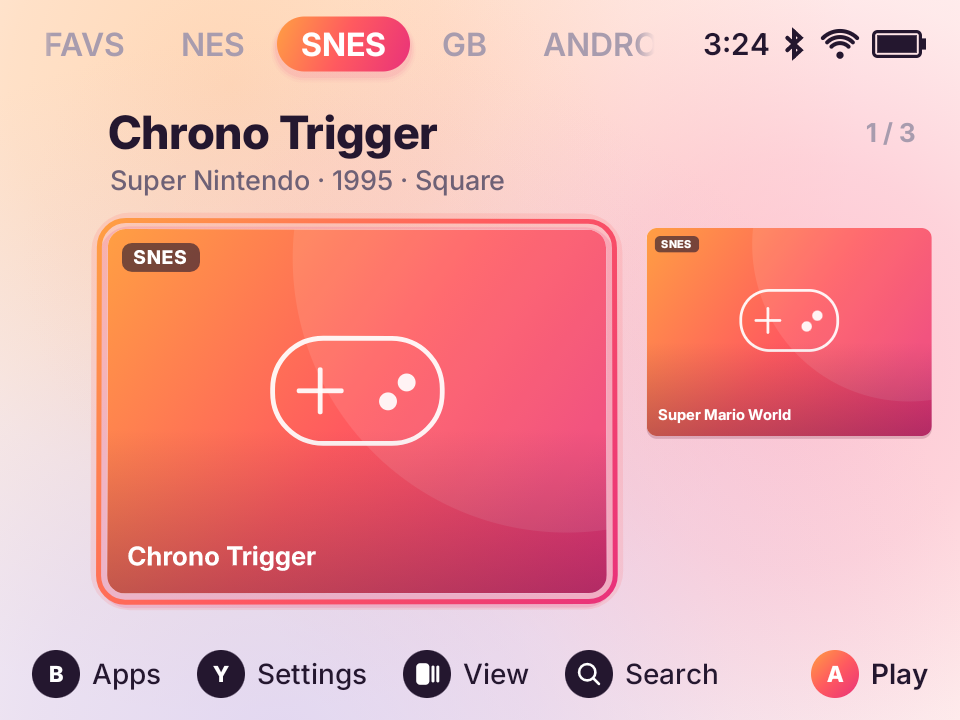 FAVS NES SNES GB ANDRO 3:24
Chrono Trigger 1 / 3
Super Nintendo · 1995 · Square
SNES
Chrono Trigger
SNES
Super Mario World
B Apps Y Settings View Search A Play